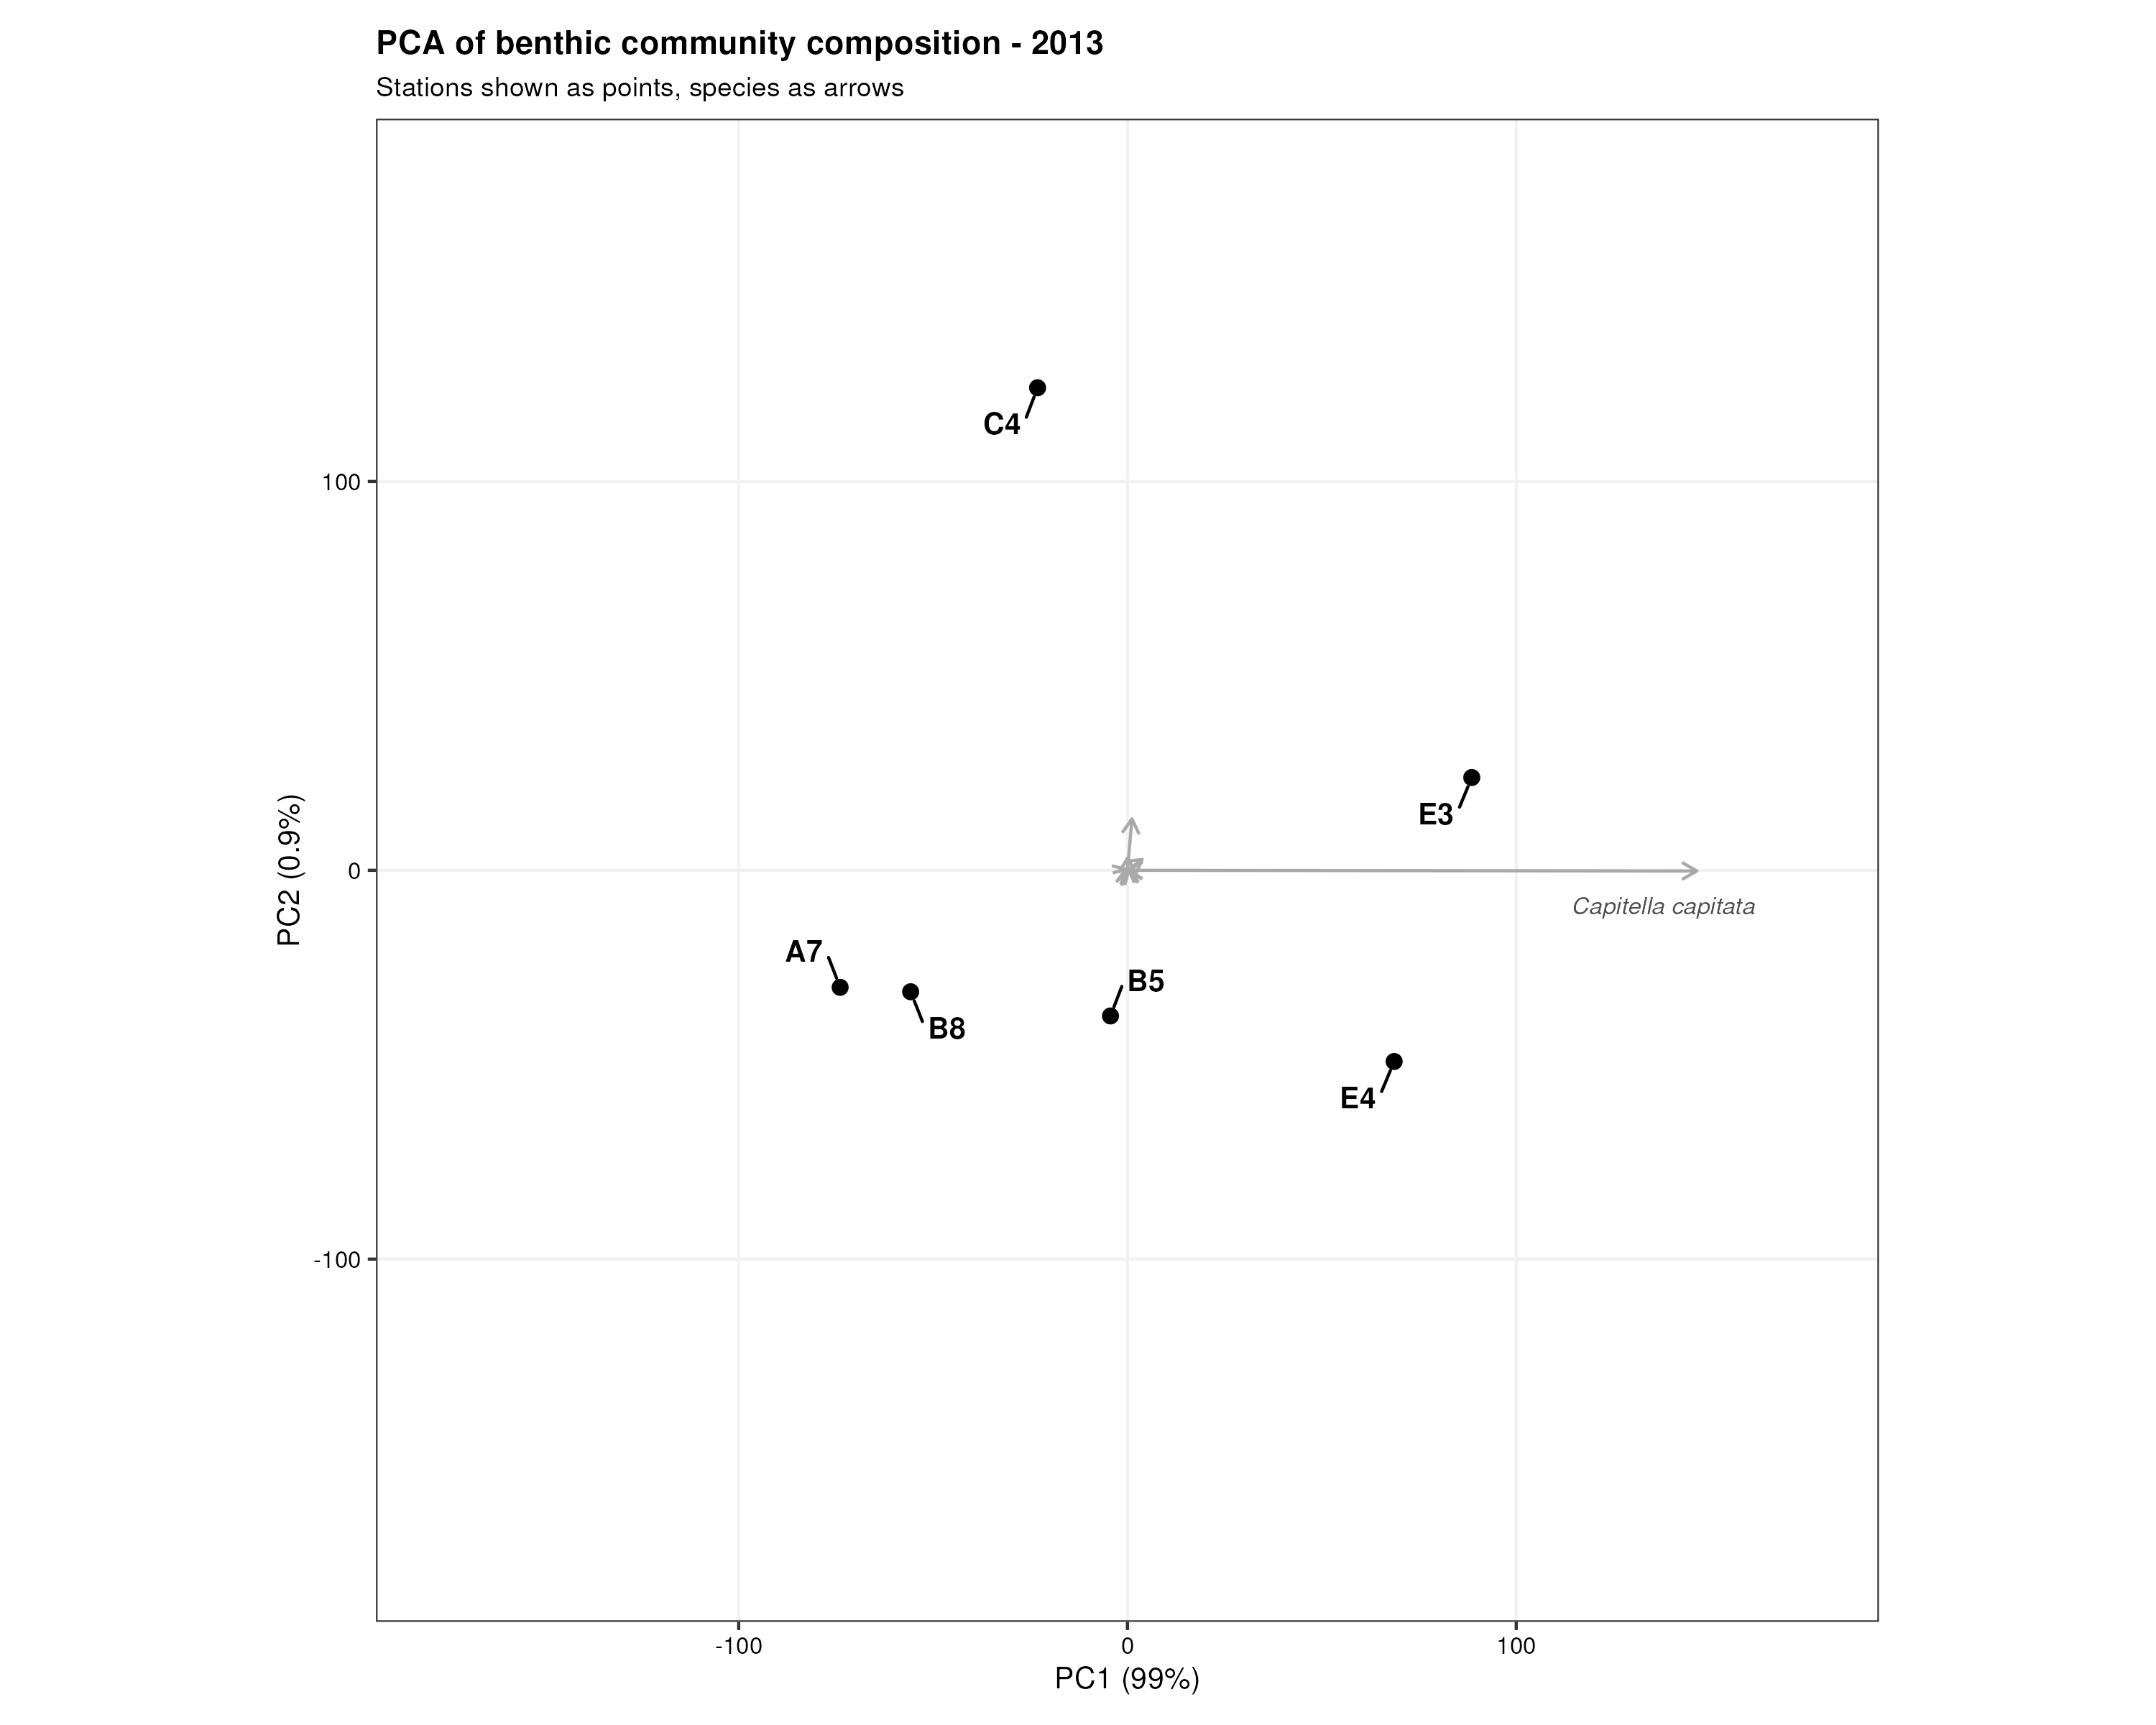 PCA of benthic community composition - 2013
Stations shown as points, species as arrows
C4
100
E3
PC2 (0.9%)
0
Capitella capitata
A7
B5
B8
E4
-100
-100
0
100
PC1 (99%)